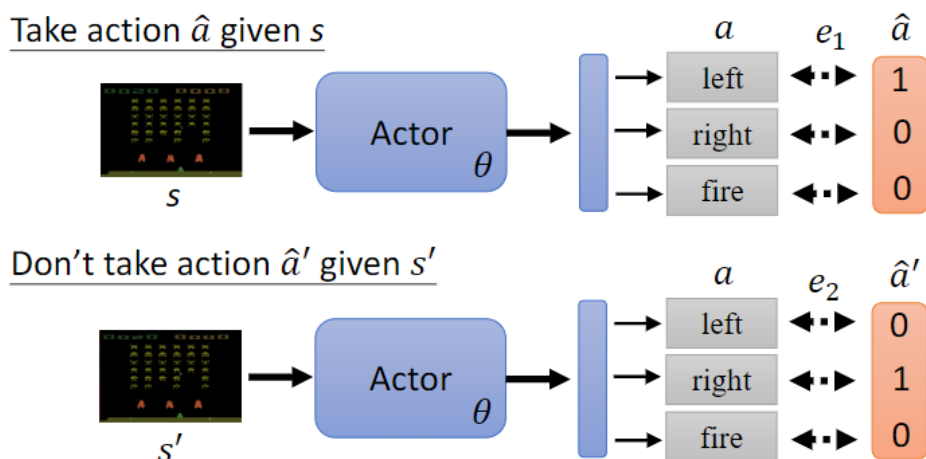 Take action â given s
a e₁ â
left 1
Actor right 0
θ
fire 0
s
Don't take action â′ given s′
a e₂ â′
left 0
Actor right 1
θ
fire 0
s′